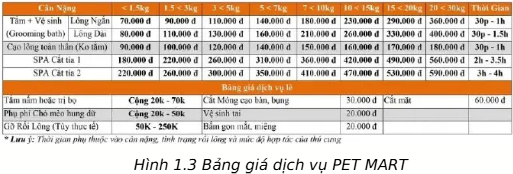 Cân Nặng < 1.5kg 1.5 < 3kg 3 < 5kg 5 < 7kg 7 < 10kg 10 < 15kg 15 < 20kg 20 < 30kg Thời Gian
Tắm + Vệ sinh (Grooming bath) Lông Ngắn 70.000 đ 90.000 đ 110.000 đ 140.000 đ 180.000 đ 230.000 đ 290.000 đ 360.000 đ 30p - 1h
Lông Dài 80.000 đ 110.000 đ 130.000 đ 160.000 đ 210.000 đ 260.000 đ 330.000 đ 400.000 đ 30p - 1.5h
Cạo lông toàn thân (Ko tắm) 90.000 đ 100.000 đ 120.000 đ 140.000 đ 150.000 đ 160.000 đ 170.000 đ 180.000 đ 30p - 1h
SPA Cắt tỉa 1 180.000 đ 220.000 đ 260.000 đ 310.000 đ 360.000 đ 420.000 đ 490.000 đ 560.000 đ 2h - 3.5h
SPA Cắt tỉa 2 220.000 đ 260.000 đ 300.000 đ 350.000 đ 410.000 đ 470.000 đ 530.000 đ 590.000 đ 3h - 4h
Bảng giá dịch vụ lẻ
Tắm nấm hoặc trị bọ Cộng 20k - 70k Cắt Móng cạo bàn, bụng 30.000 đ Cắt mắt 60.000 đ
Phụ phí Chó mèo hung dữ Cộng 20k - 50k Vệ sinh tai 20.000 đ
Gỡ Rối Lông (Tùy thực tế) 50K - 250K Bấm gọn mắt, miệng 20.000 đ
* Lưu ý: Thời gian phụ thuộc vào cân nặng, tình trạng rối lông và mức độ hợp tác của thú cưng
Hình 1.3 Bảng giá dịch vụ PET MART